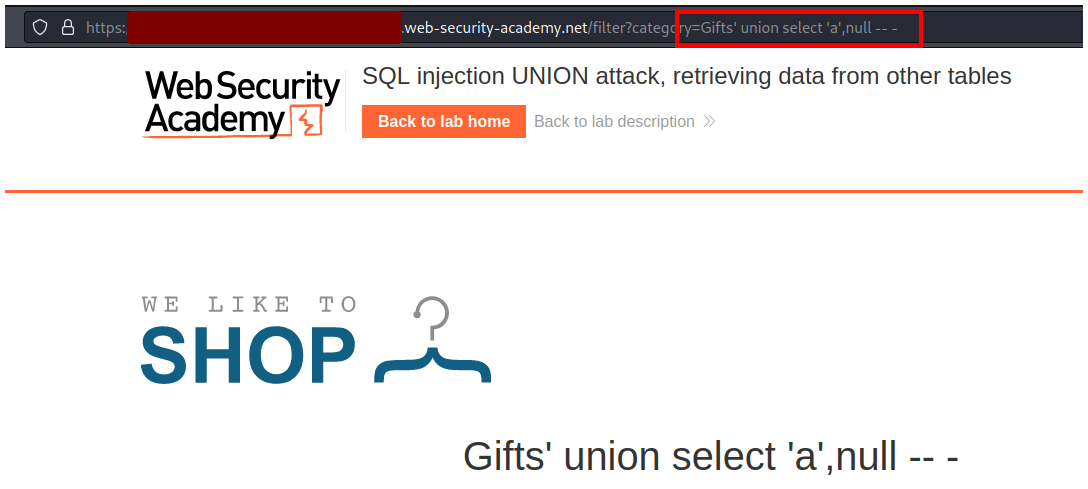 https:/ .web-security-academy.net/filter?category=Gifts' union select 'a',null -- -
SQL injection UNION attack, retrieving data from other tables
Web Security
Academy
Back to lab home
Back to lab description
WE LIKE TO
SHOP
Gifts' union select 'a',null -- -